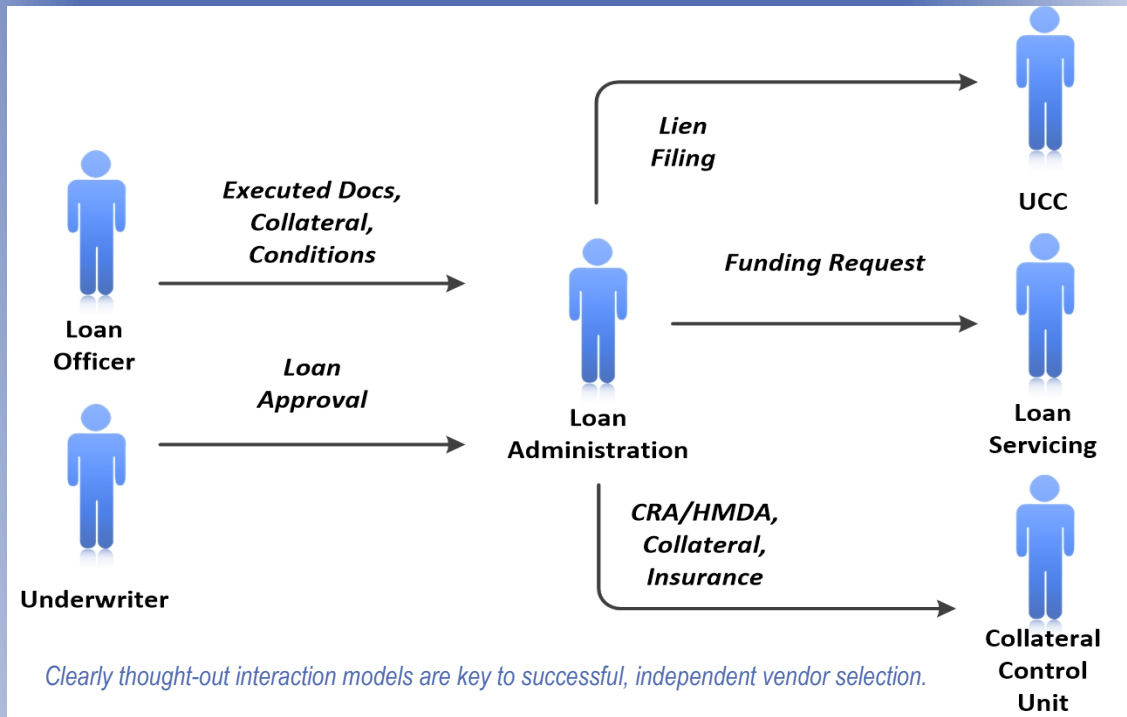 Executed Docs,
Collateral,
Conditions
Loan
Officer
Loan
Approval
Underwriter
Loan
Administration
Lien
Filing
UCC
Funding Request
Loan
Servicing
CRA/HMDA,
Collateral,
Insurance
Collateral
Control
Unit
Clearly thought-out interaction models are key to successful, independent vendor selection.